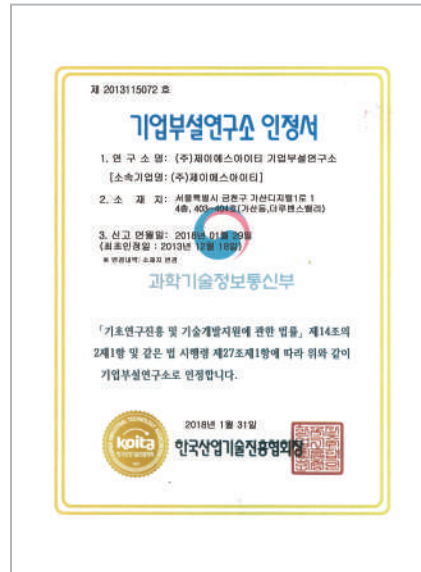 제 2013115072 호
기업부설연구소 인정서
1. 연 구 소 명: (주)제이에스아이티 기업부설연구소
[소속기업명: (주)제이에스아이티]
2. 소 재 지: 서울특별시 금천구 가산디지털1로 1
4층, 403-404호(가산동,더루벤스밸리)
3. 신고 연월일: 2018년 01월 29일
(최초인정일 : 2013년 12월 18일)
※ 변경내역: 소재지 변경
과학기술정보통신부
「기초연구진흥 및 기술개발지원에 관한 법률」 제14조의
2제1항 및 같은 법 시행령 제27조제1항에 따라 위와 같이
기업부설연구소로 인정합니다.
2018년 1월 31일
koita
한국산업기술진흥협회장